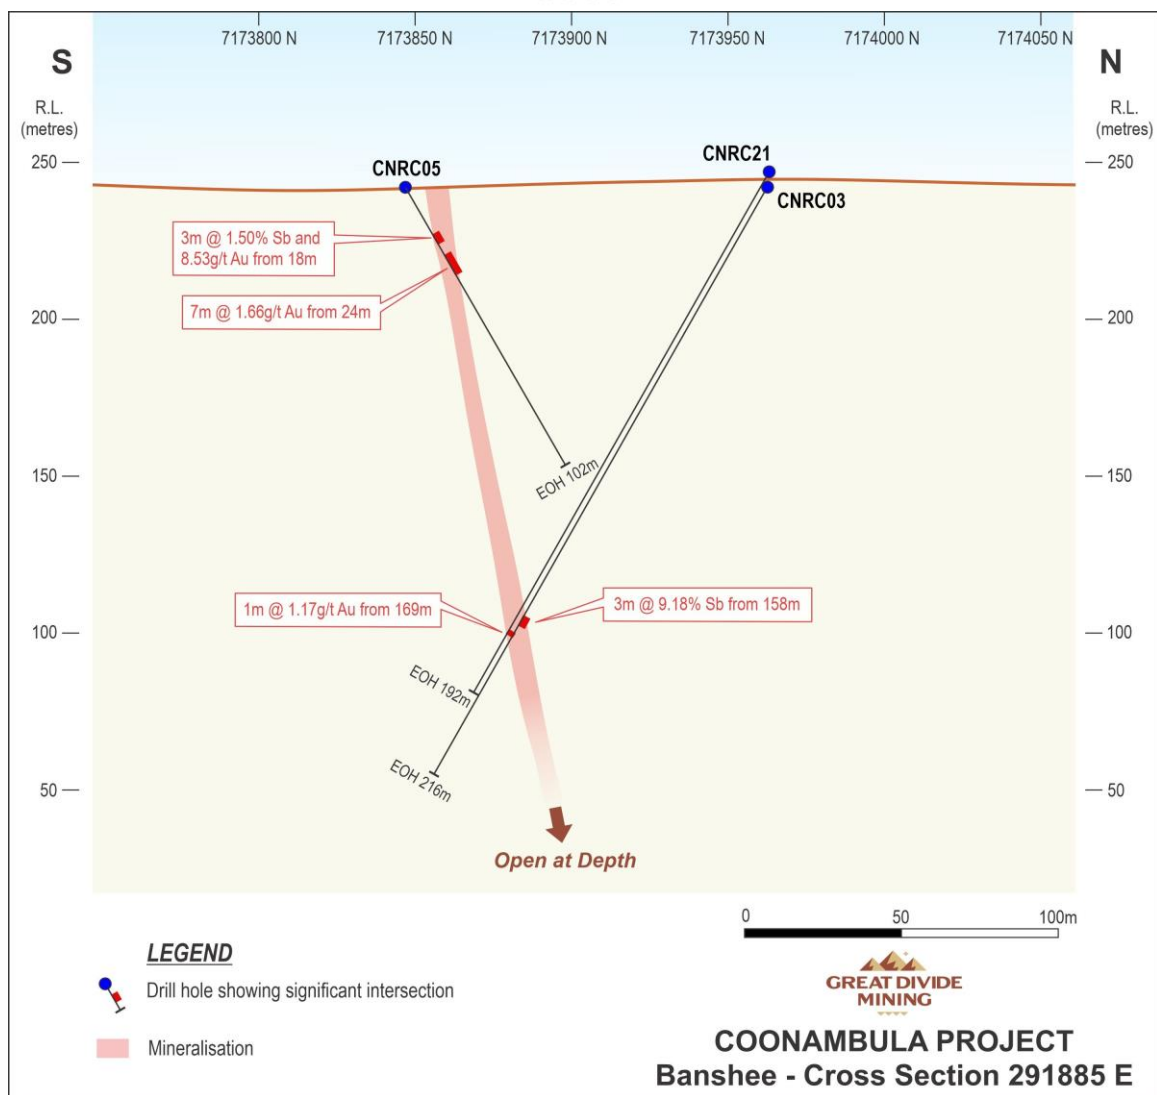 7173800 N
7173850 N
7173900 N
7173950 N
7174000 N
7174050 N
S
N
R.L.
(metres)
R.L.
(metres)
250
250
CNRC05
CNRC21
CNRC03
3m @ 1.50% Sb and
8.53g/t Au from 18m
7m @ 1.66g/t Au from 24m
200
200
150
150
EOH 102m
1m @ 1.17g/t Au from 169m
3m @ 9.18% Sb from 158m
100
100
EOH 192m
EOH 216m
50
50
Open at Depth
0
50
100m
LEGEND
Drill hole showing significant intersection
Mineralisation
GREAT DIVIDE
MINING
COONAMBULA PROJECT
Banshee - Cross Section 291885 E